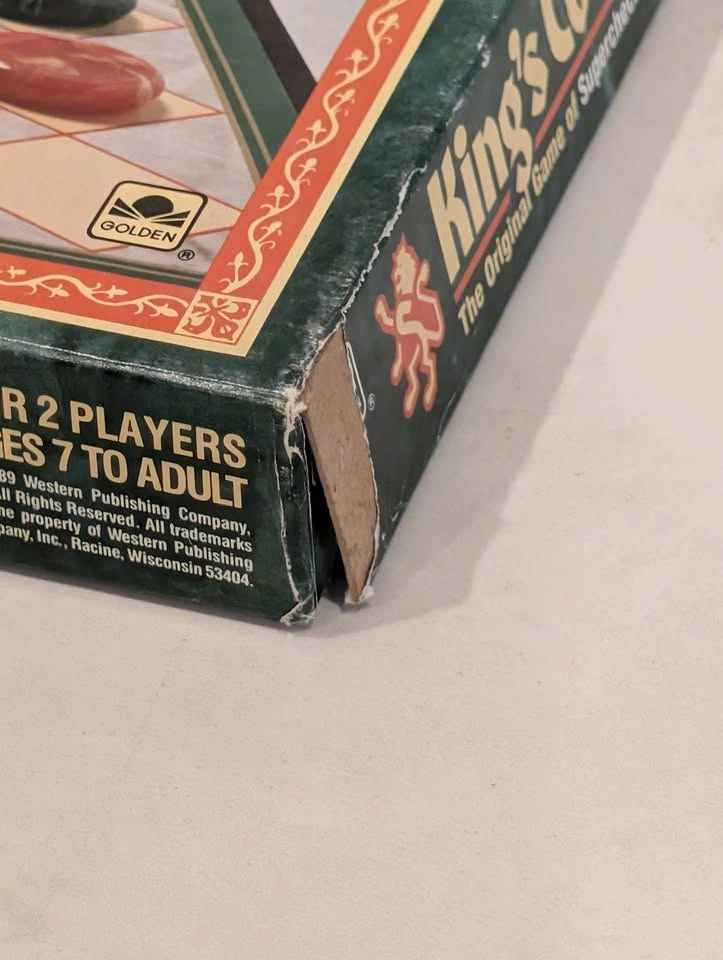 GOLDEN
®
King's
The Original Game of
®
R 2 PLAYERS
ES 7 TO ADULT
89 Western Publishing Company,
ll Rights Reserved. All trademarks
he property of Western Publishing
pany, Inc., Racine, Wisconsin 53404.